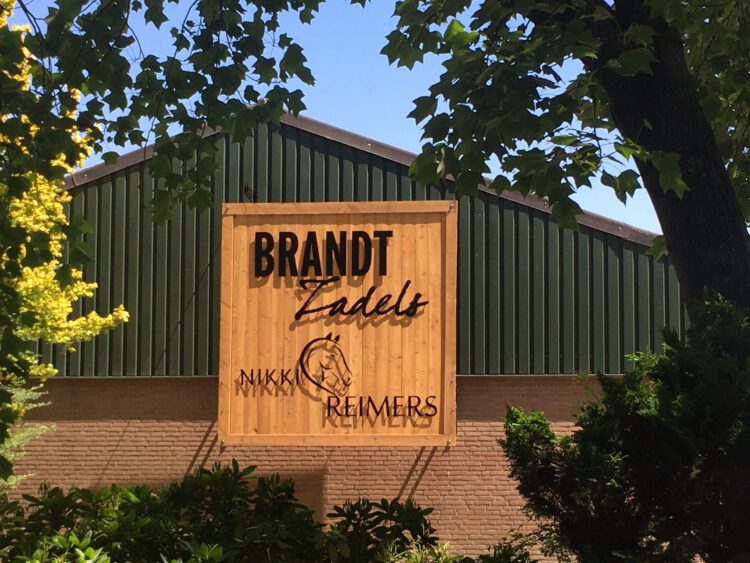 BRANDT
Zadels
NIKKI
REIMERS